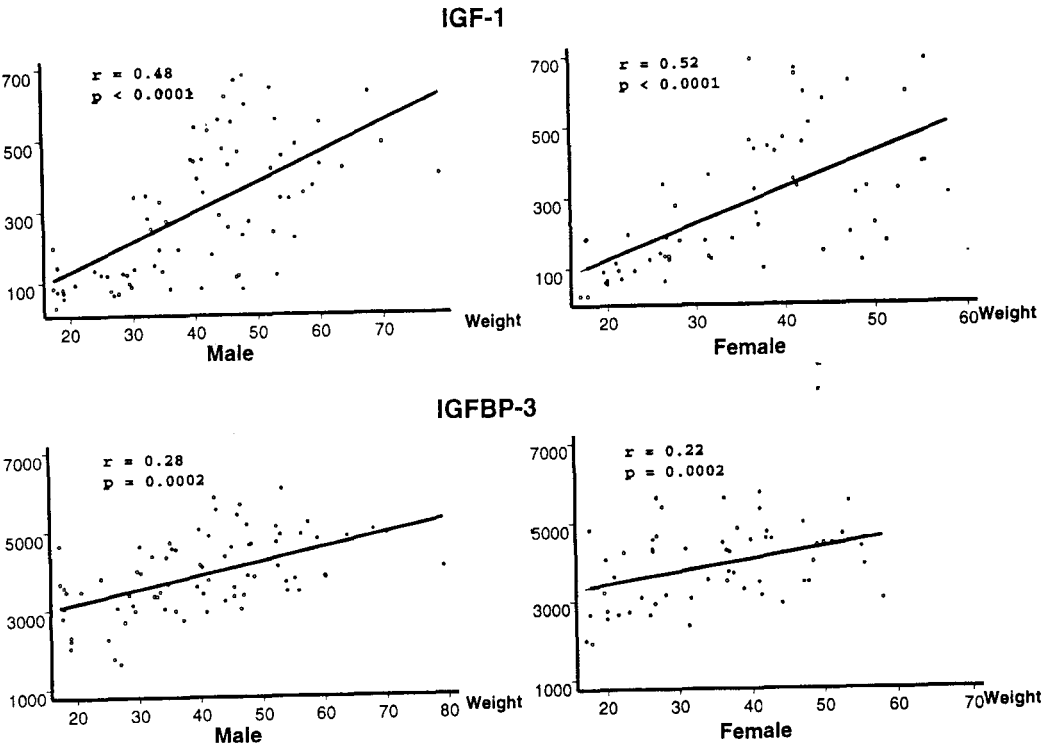 IGF-1
r = 0.48
p < 0.0001
700
500
300
100
20 30 40 50 60 70
Weight
Male
r = 0.52
p < 0.0001
700
500
300
100
20 30 40 50 60
Weight
Female
IGFBP-3
r = 0.28
p = 0.0002
7000
5000
3000
1000
20 30 40 50 60 70 80
Weight
Male
r = 0.22
p = 0.0002
7000
5000
3000
1000
20 30 40 50 60 70
Weight
Female